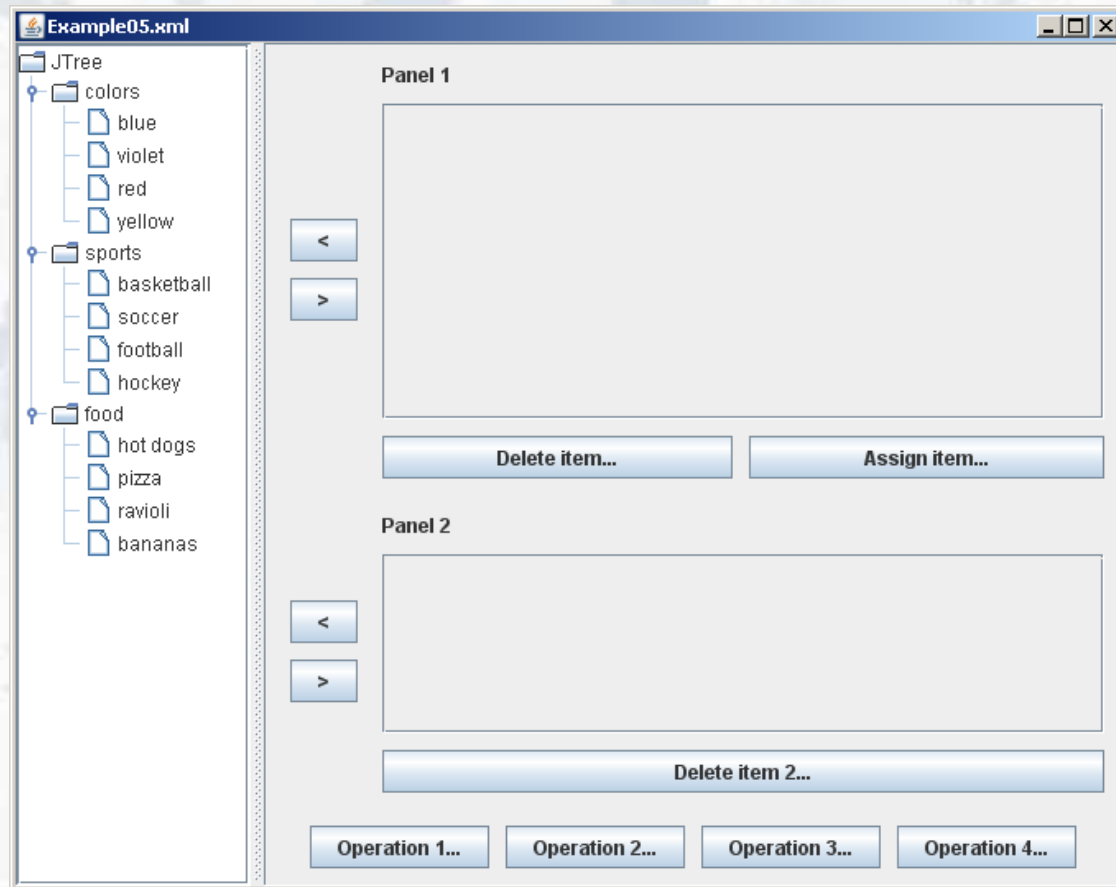 Example05.xml
JTree
colors
blue
violet
red
yellow
sports
basketball
soccer
football
hockey
food
hot dogs
pizza
ravioli
bananas
Panel 1
<
>
Delete item...
Assign item...
Panel 2
<
>
Delete item 2...
Operation 1...
Operation 2...
Operation 3...
Operation 4...